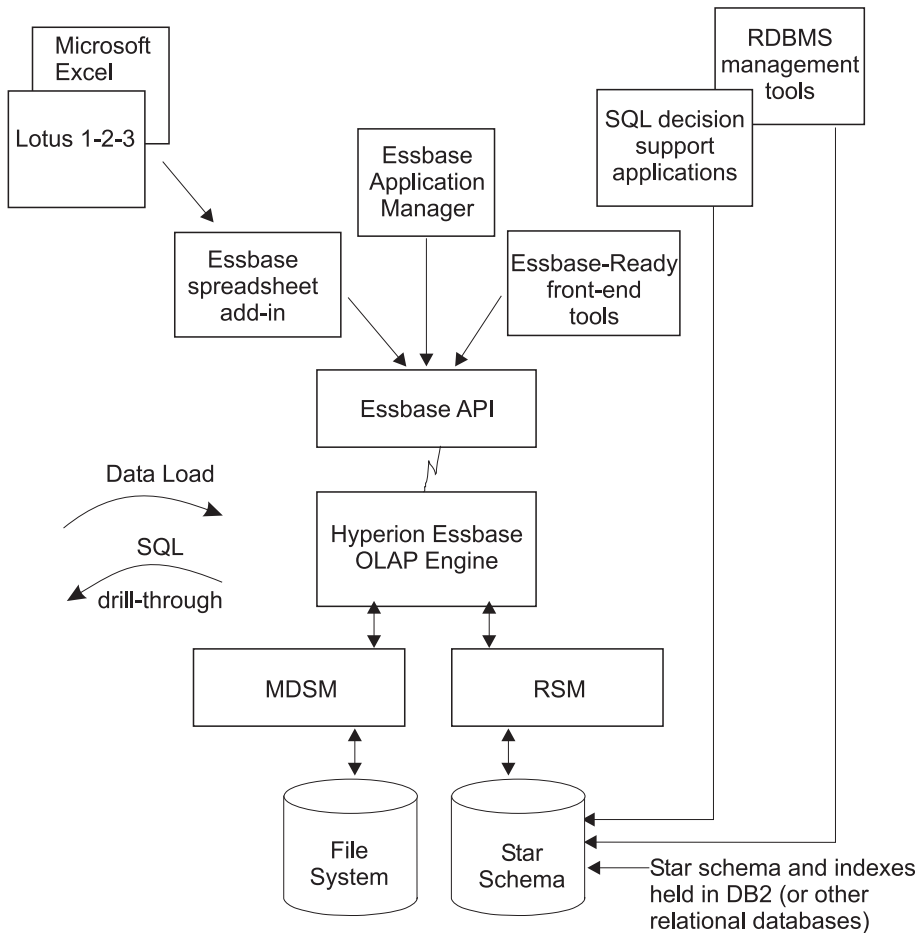 Microsoft
Excel
Lotus 1-2-3
RDBMS
management
tools
SQL decision
support
applications
Essbase
Application
Manager
Essbase
spreadsheet
add-in
Essbase-Ready
front-end
tools
Essbase API
Data Load
SQL
drill-through
Hyperion Essbase
OLAP Engine
MDSM
RSM
File
System
Star
Schema
Star schema and indexes
held in DB2 (or other
relational databases)